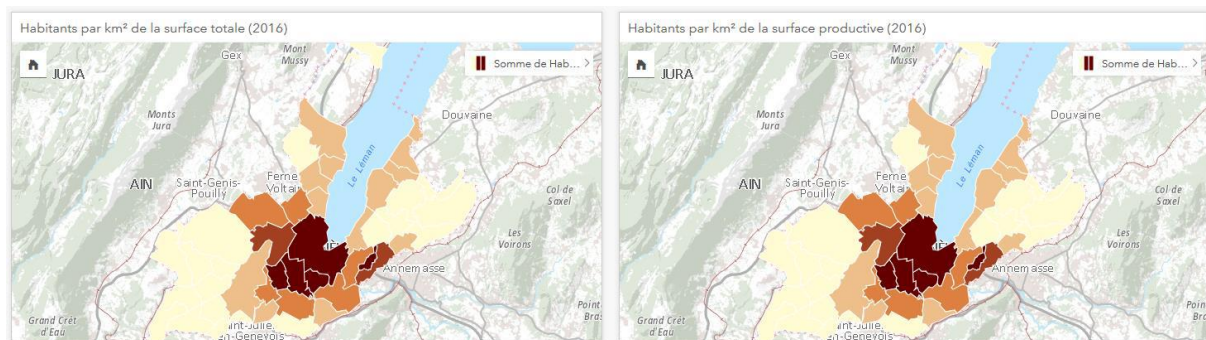 Habitants par km² de la surface totale (2016)
Gex
Mont
Mussy
Somme de Hab...
JURA
Monts
Jura
Douvaine
Le Léman
AIN
Saint-Genis-
Pouilly
Ferne
Voltai
Col de
Saxel
Les
Voirons
Annemasse
Grand Crêt
d'Eau
int-Julie
en-Genevois
Point
Bra
Habitants par km² de la surface productive (2016)
Gex
Mont
Mussy
Somme de Hab...
JURA
Monts
Jura
Douvaine
Le Léman
AIN
Saint-Genis-
Pouilly
Ferne
Voltai
Col de
Saxel
Les
Voirons
Annemasse
Grand Crêt
d'Eau
int-Julie
en-Genevois
Poin
Bra